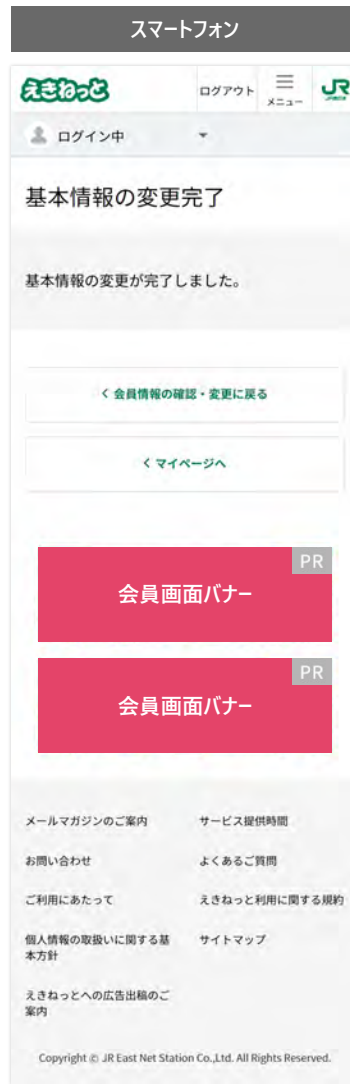 スマートフォン
えきねっと
ログアウト
メニュー
JR
ログイン中
基本情報の変更完了
基本情報の変更が完了しました。
< 会員情報の確認・変更に戻る
< マイページへ
PR
会員画面バナー
PR
会員画面バナー
メールマガジンのご案内
サービス提供時間
お問い合わせ
よくあるご質問
ご利用にあたって
えきねっと利用に関する規約
個人情報の取扱いに関する基
本方針
サイトマップ
えきねっとへの広告出稿のご
案内
Copyright © JR East Net Station Co.,Ltd. All Rights Reserved.